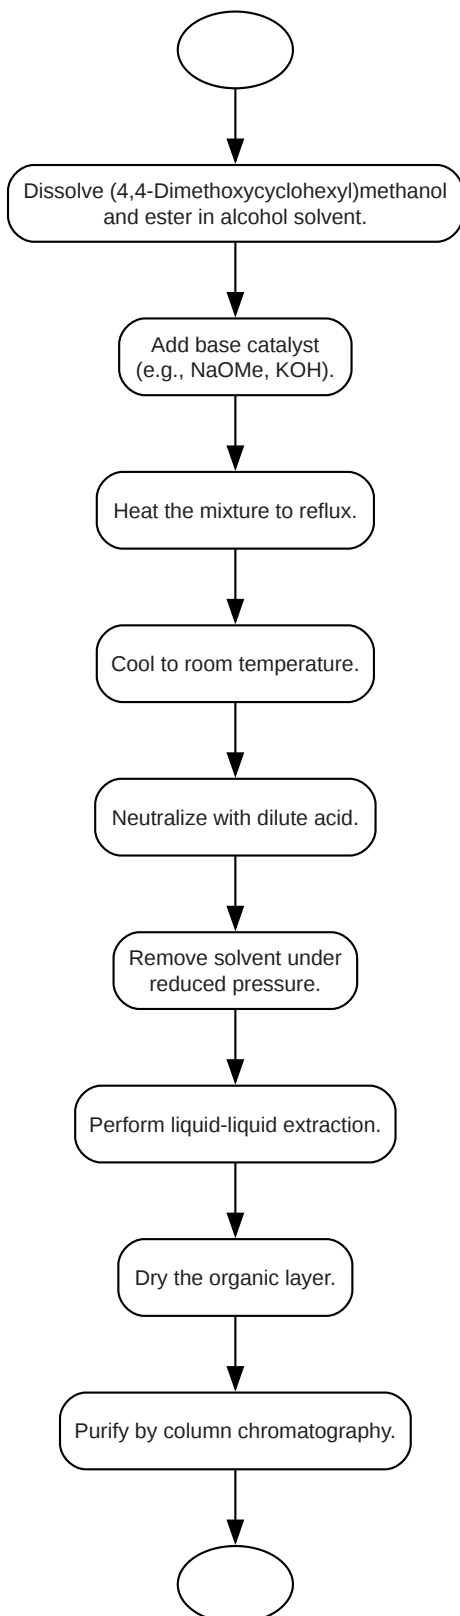 Dissolve (4,4-Dimethoxycyclohexyl)methanol
and ester in alcohol solvent.
Add base catalyst
(e.g., NaOMe, KOH).
Heat the mixture to reflux.
Cool to room temperature.
Neutralize with dilute acid.
Remove solvent under
reduced pressure.
Perform liquid-liquid extraction.
Dry the organic layer.
Purify by column chromatography.